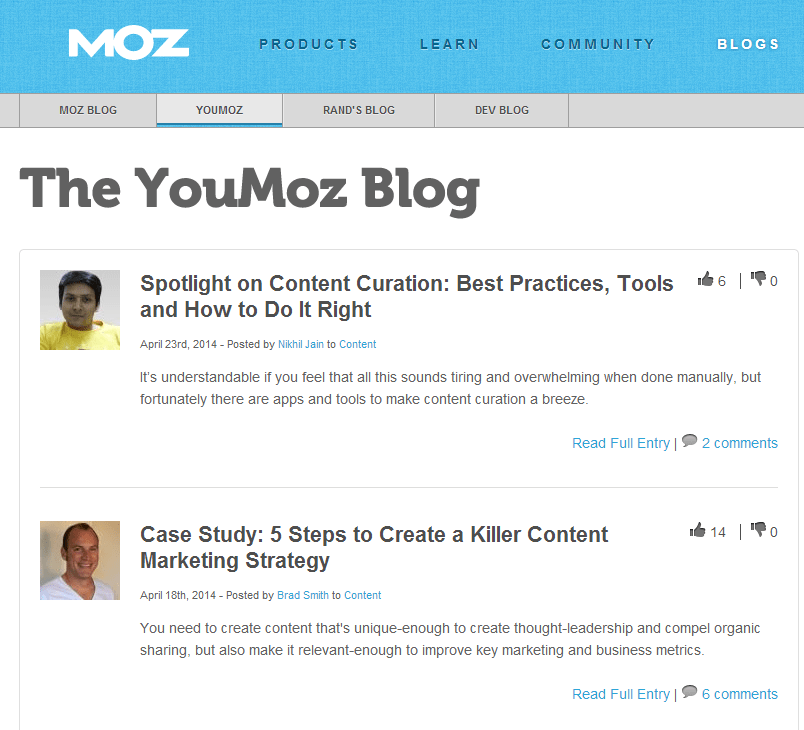 MOZ
PRODUCTS LEARN COMMUNITY BLOGS
MOZ BLOG YOUMOZ RAND'S BLOG DEV BLOG
The YouMoz Blog
Spotlight on Content Curation: Best Practices, Tools
and How to Do It Right
6 | 0
April 23rd, 2014 - Posted by Nikhil Jain to Content
It's understandable if you feel that all this sounds tiring and overwhelming when done manually, but
fortunately there are apps and tools to make content curation a breeze.
Read Full Entry | 2 comments
Case Study: 5 Steps to Create a Killer Content
Marketing Strategy
14 | 0
April 18th, 2014 - Posted by Brad Smith to Content
You need to create content that's unique-enough to create thought-leadership and compel organic
sharing, but also make it relevant-enough to improve key marketing and business metrics.
Read Full Entry | 6 comments